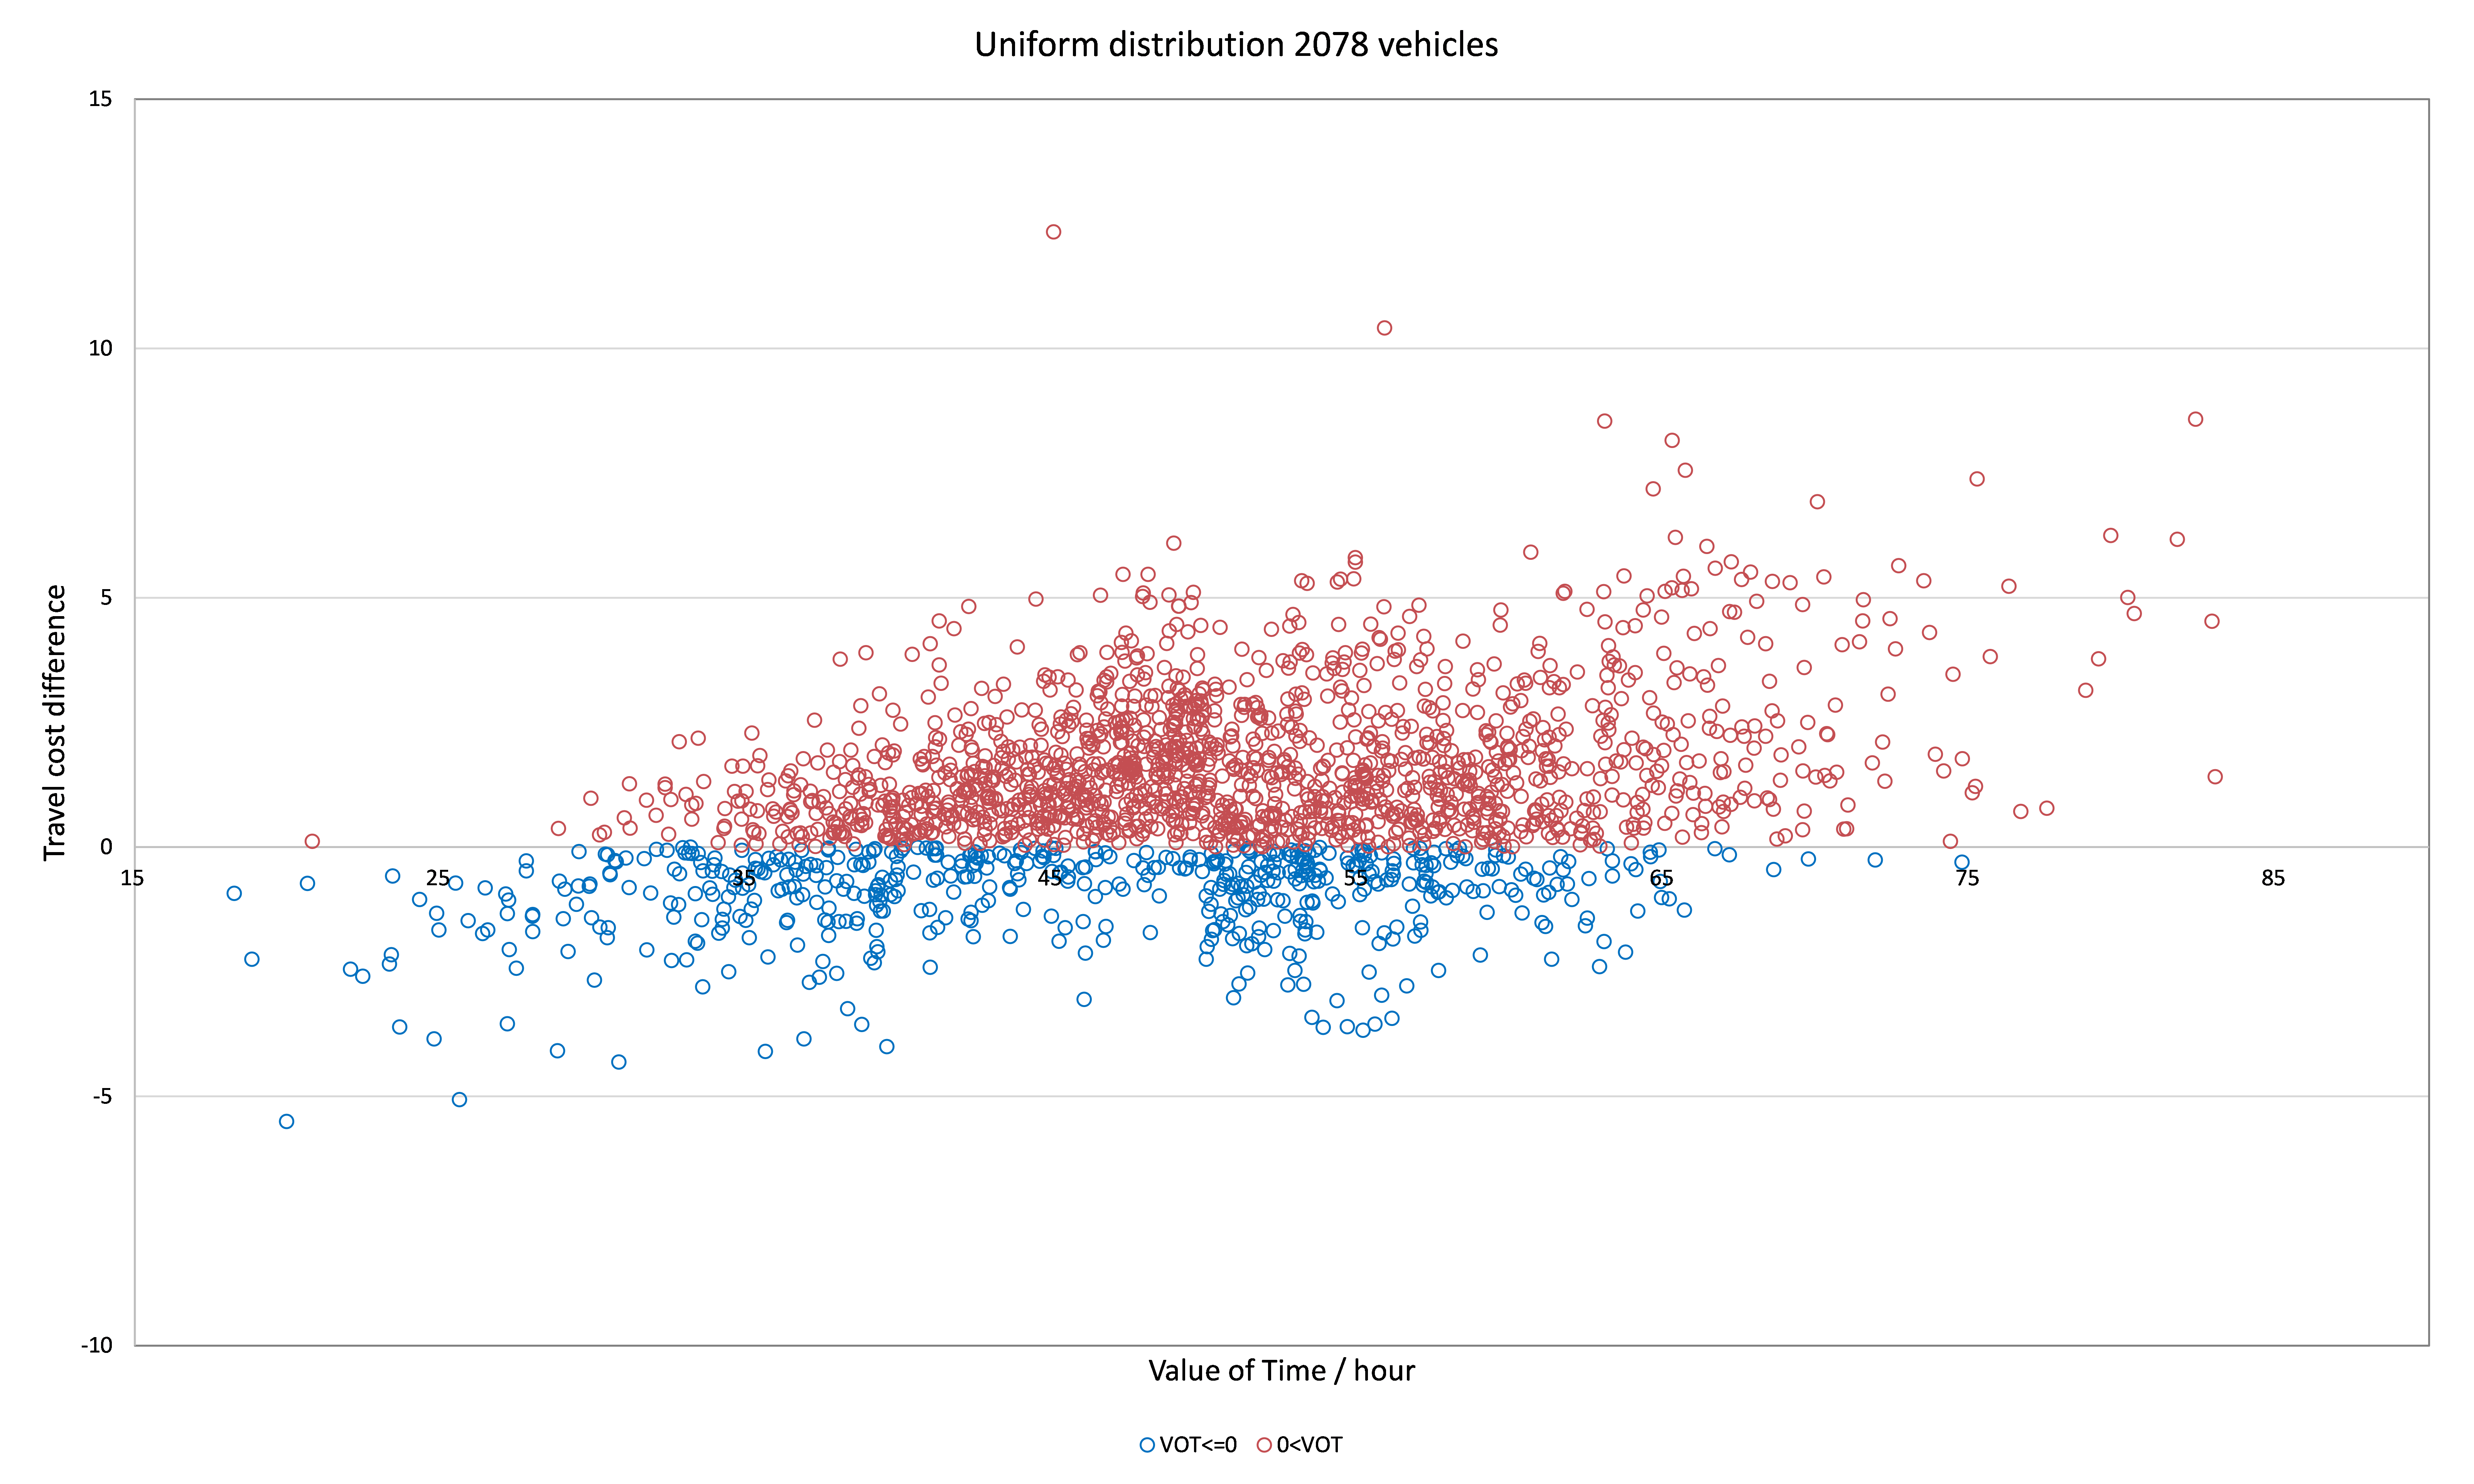 Uniform distribution 2078 vehicles
15
10
5
0
-5
-10
15 25 35 45 55 65 75 85
Travel cost difference
Value of Time / hour
VOT<=0 0<VOT